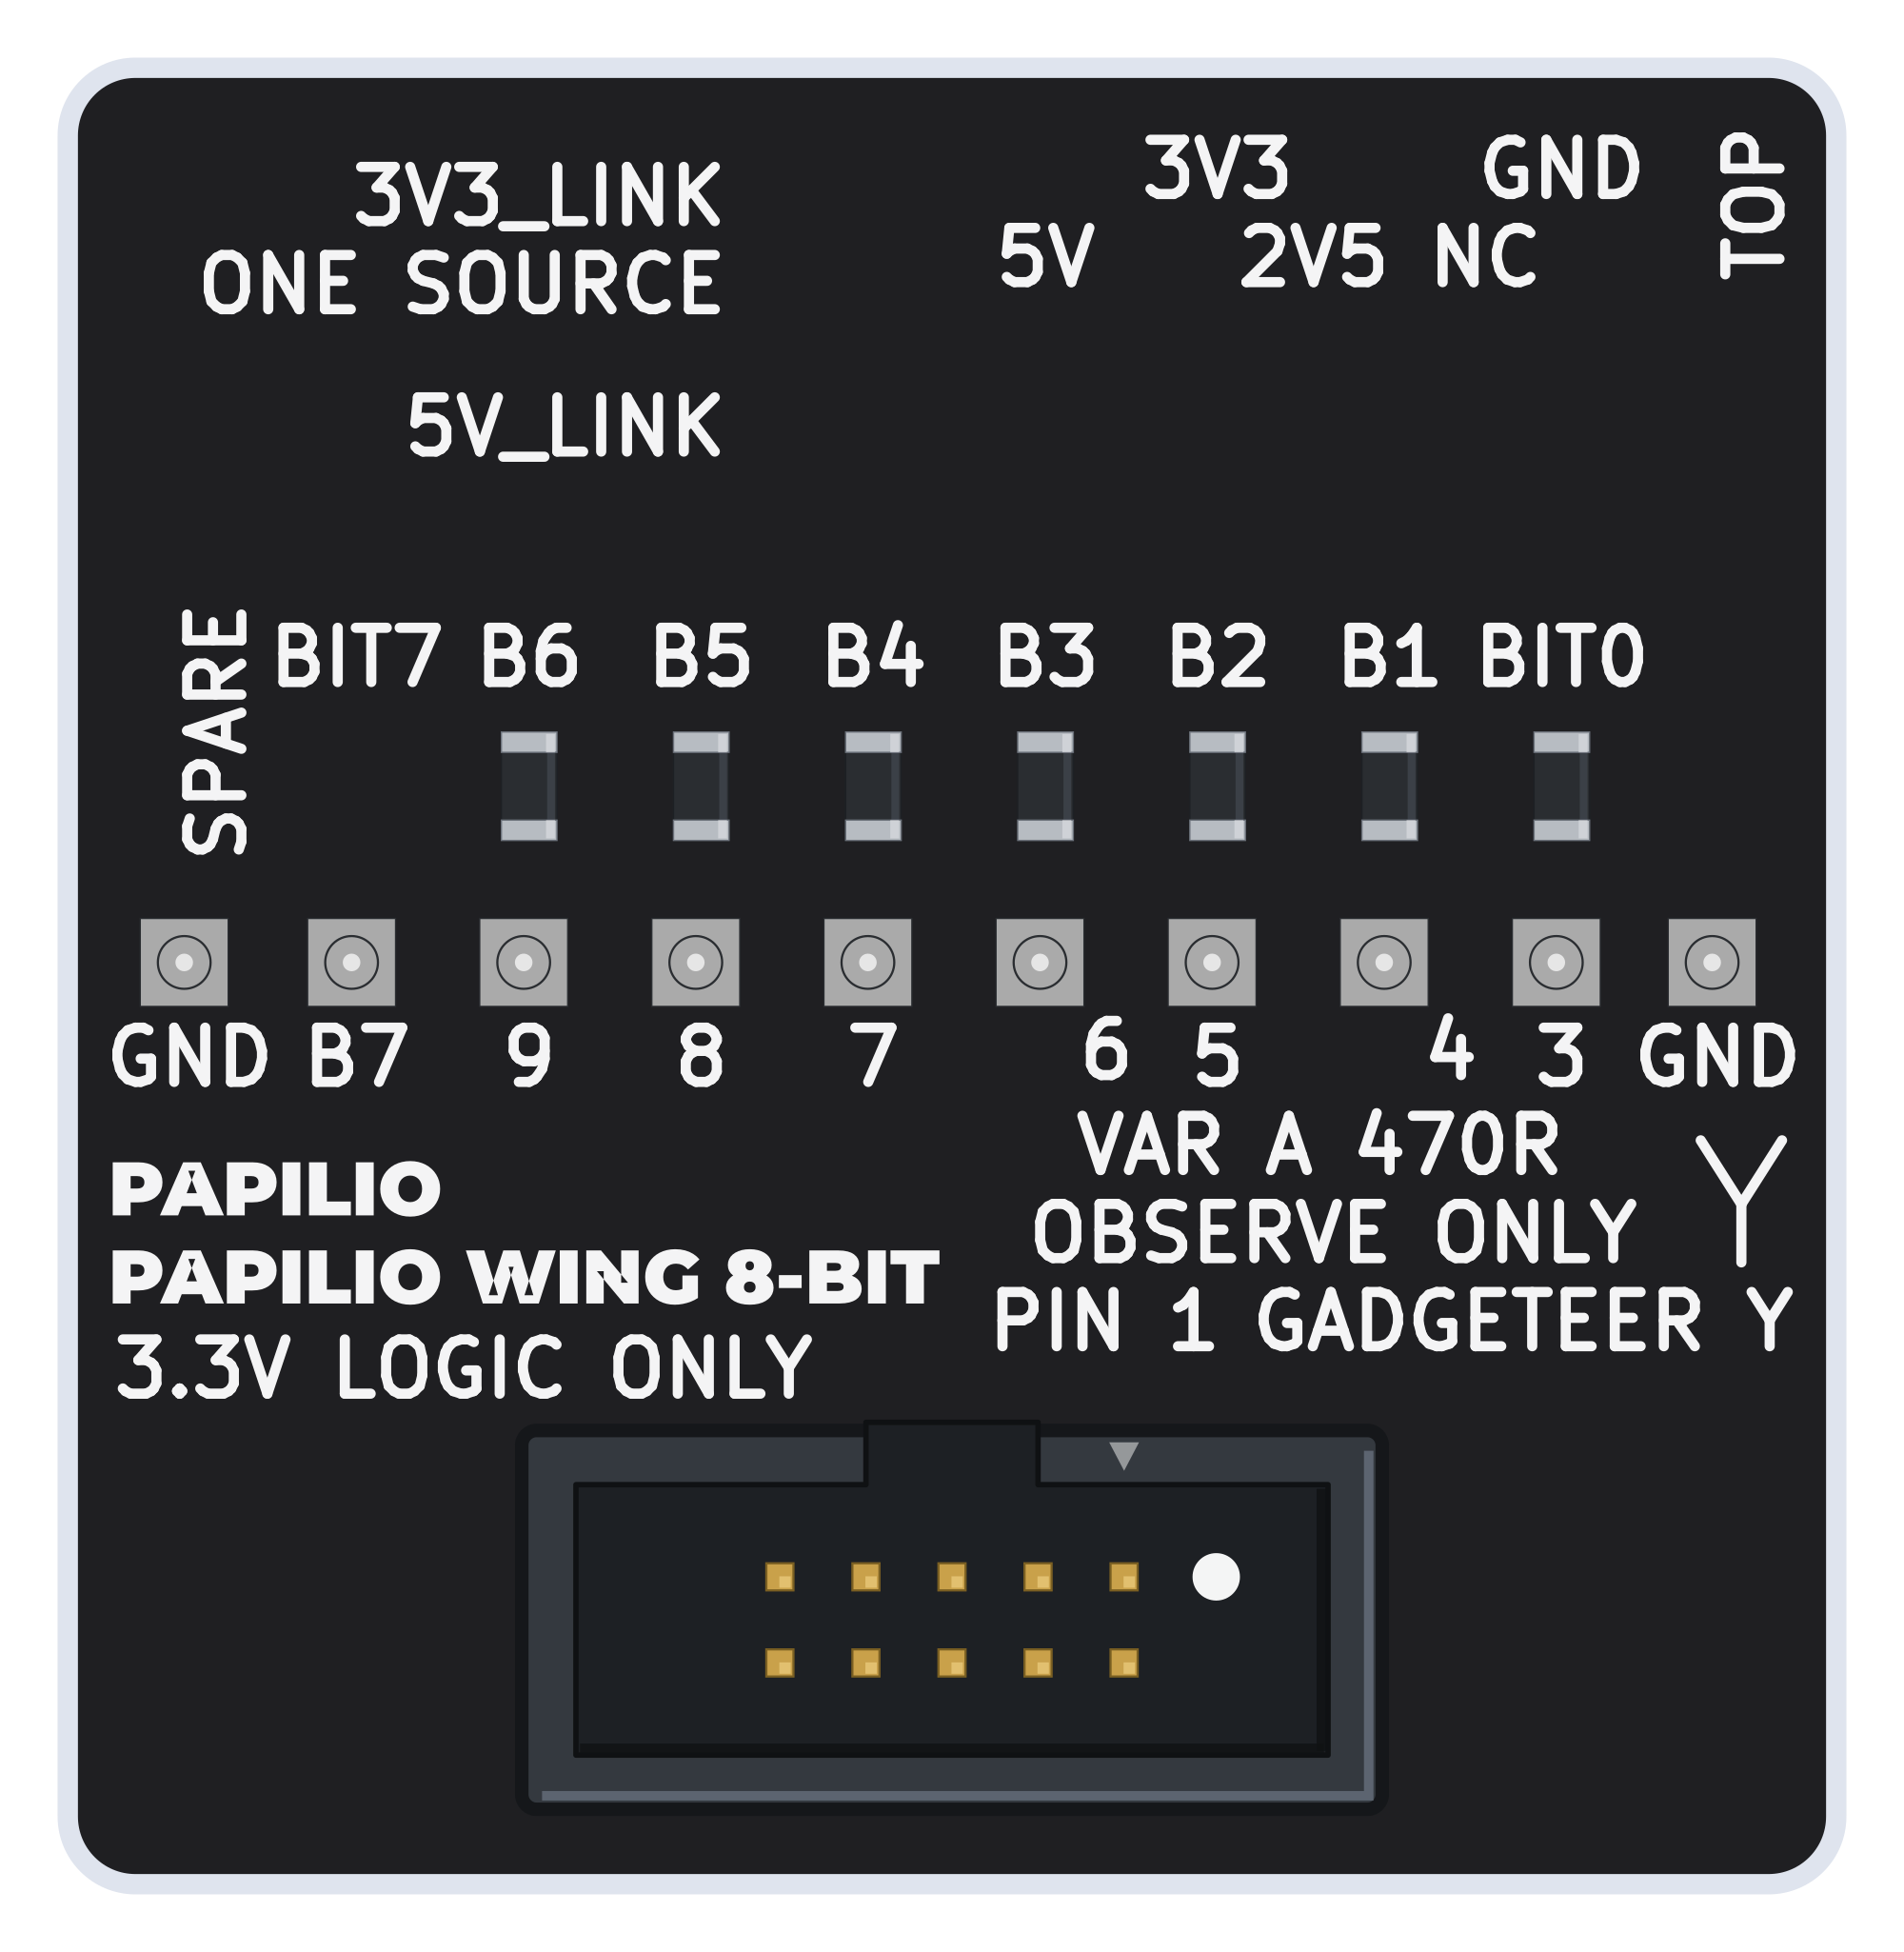 3V3 GND
TOP
3V3_LINK
5V 2V5 NC
ONE SOURCE
5V_LINK
SPARE
BIT7 B6 B5 B4 B3 B2 B1 BIT0
GND B7 9 8 7 6 5 4 3 GND
VAR A 470R
PAPILIO
OBSERVE ONLY
Y
PAPILIO WING 8-BIT
PIN 1 GADGETEER Y
3.3V LOGIC ONLY